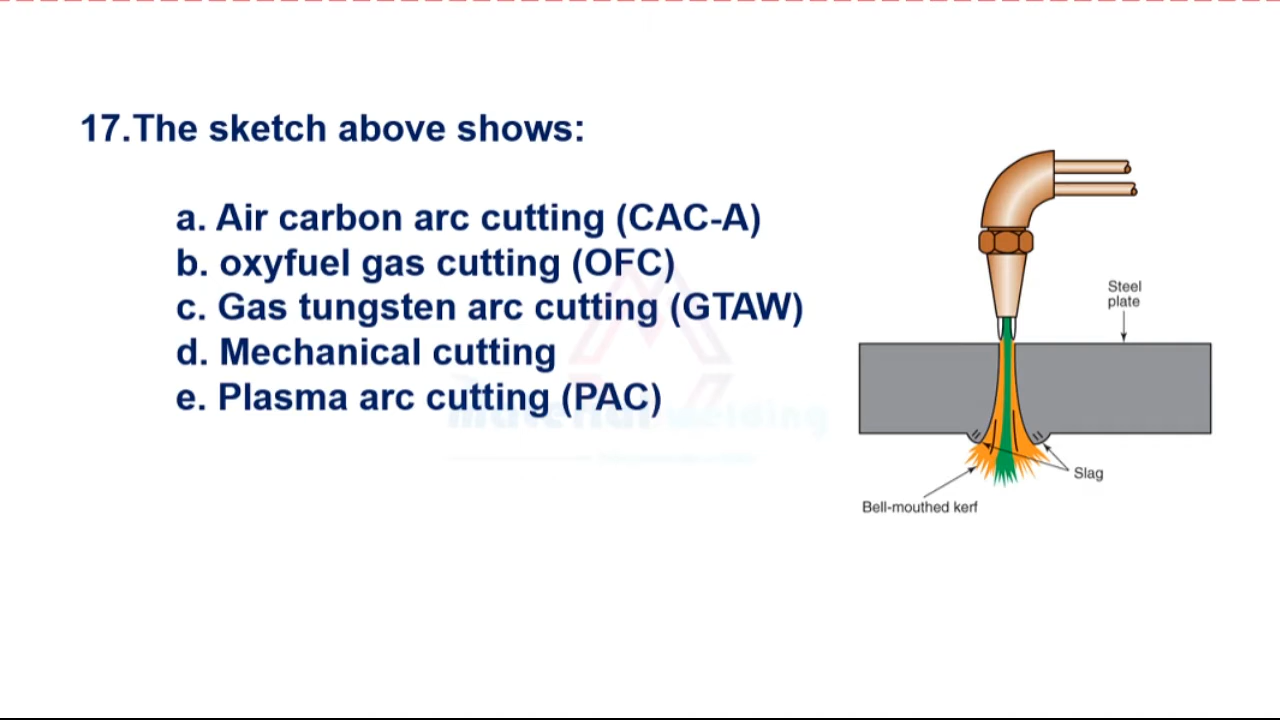 17.The sketch above shows:
a. Air carbon arc cutting (CAC-A)
b. oxyfuel gas cutting (OFC)
c. Gas tungsten arc cutting (GTAW)
d. Mechanical cutting
e. Plasma arc cutting (PAC)
Steel
plate
Slag
Bell-mouthed kerf